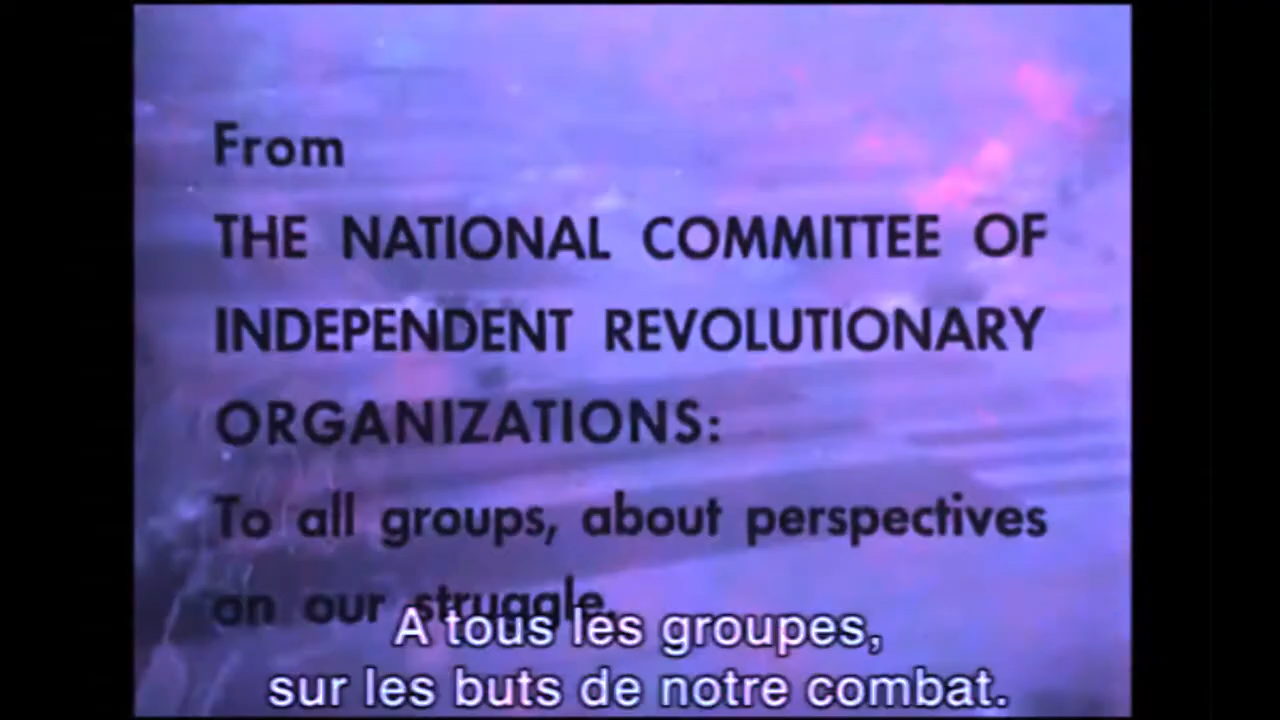 From
THE NATIONAL COMMITTEE OF
INDEPENDENT REVOLUTIONARY
ORGANIZATIONS:
To all groups, about perspectives
on our struggle.
A tous les groupes,
sur les buts de notre combat.